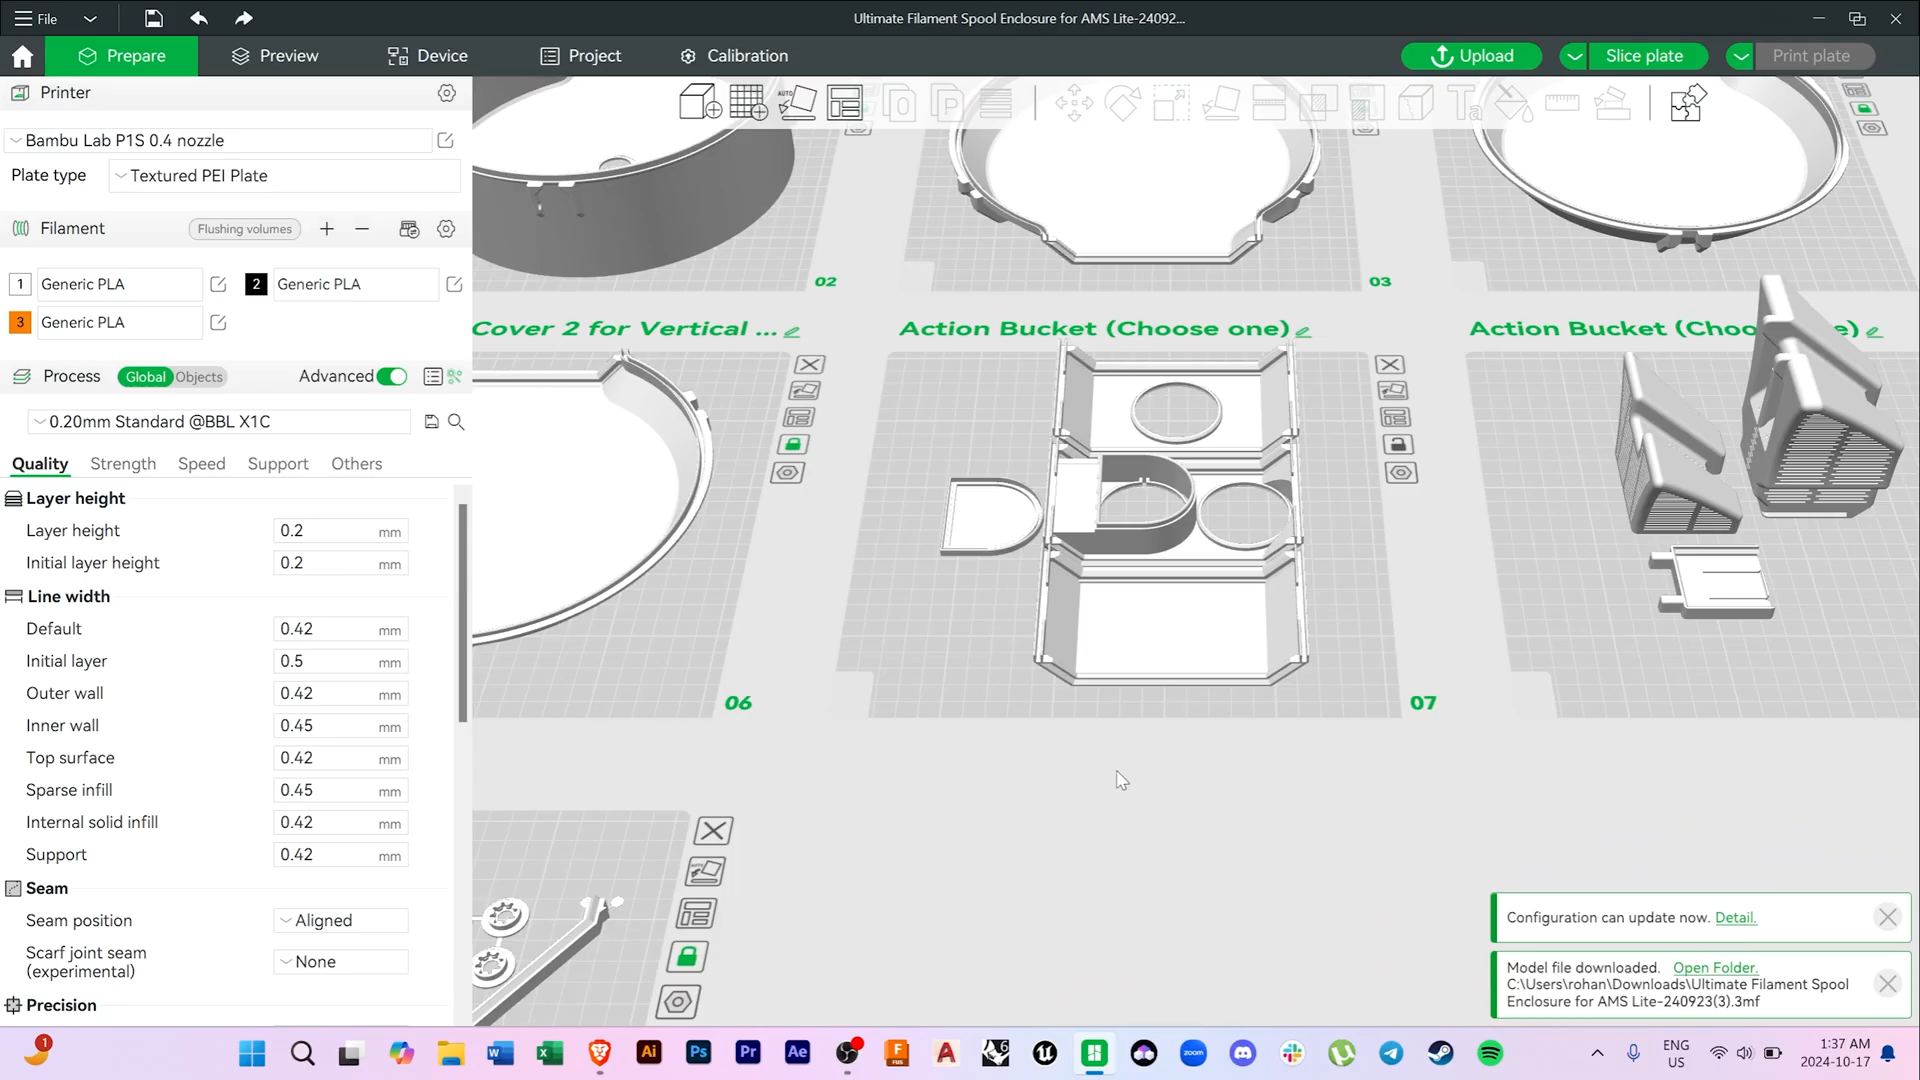 File
Ultimate Filament Spool Enclosure for AMS Lite-24092...
Prepare
Preview
Device
Project
Calibration
Upload
Slice plate
Print plate
Printer
Bambu Lab P1S 0.4 nozzle
Plate type
Textured PEI Plate
Filament
Flushing volumes
1 Generic PLA
2 Generic PLA
3 Generic PLA
Process
Global Objects
Advanced
0.20mm Standard @BBL X1C
Quality
Strength
Speed
Support
Others
Layer height
Layer height 0.2 mm
Initial layer height 0.2 mm
Line width
Default 0.42 mm
Initial layer 0.5 mm
Outer wall 0.42 mm
Inner wall 0.45 mm
Top surface 0.42 mm
Sparse infill 0.45 mm
Internal solid infill 0.42 mm
Support 0.42 mm
Seam
Seam position Aligned
Scarf joint seam
(experimental) None
Precision
AUTO
02
03
Cover 2 for Vertical ...
Action Bucket (Choose one)
06
07
Configuration can update now. Detail.
Model file downloaded. Open Folder.
C:\Users\rohan\Downloads\Ultimate Filament Spool
Enclosure for AMS Lite-240923(3).3mf
1
ENG
US
1:37 AM
2024-10-17